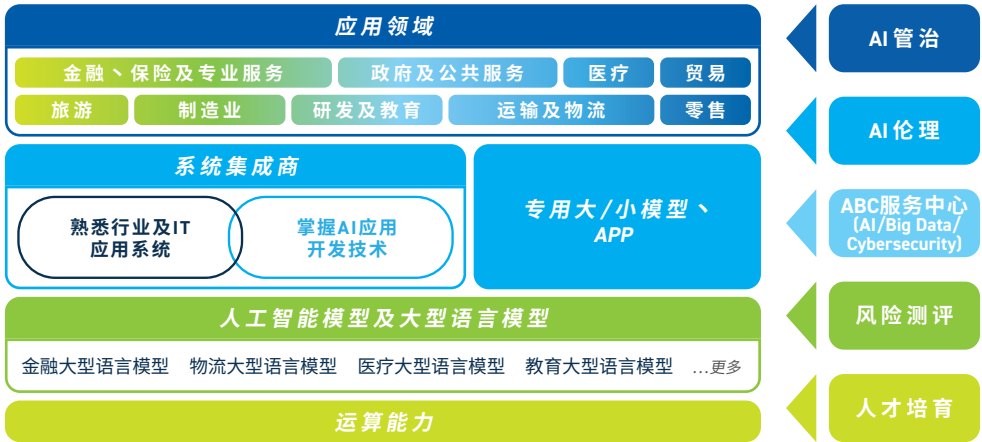 应用领域
金融、保险及专业服务 政府及公共服务 医疗 贸易
旅游 制造业 研发及教育 运输及物流 零售
系统集成商
熟悉行业及IT
应用系统
掌握AI应用
开发技术
专用大/小模型、
APP
人工智能模型及大型语言模型
金融大型语言模型 物流大型语言模型 医疗大型语言模型 教育大型语言模型 ...更多
运算能力
AI管治
AI伦理
ABC服务中心
(AI/Big Data/
Cybersecurity)
风险测评
人才培育